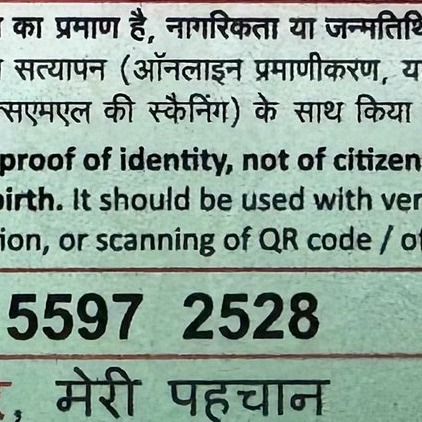 का प्रमाण है, नागरिकता या जन्मतिथि
सत्यापन (ऑनलाइन प्रमाणीकरण, य
सएमएल की स्कैनिंग) के साथ किया
proof of identity, not of citizen
birth. It should be used with ver
ion, or scanning of QR code / of
5597 2528
, मेरी पहचान